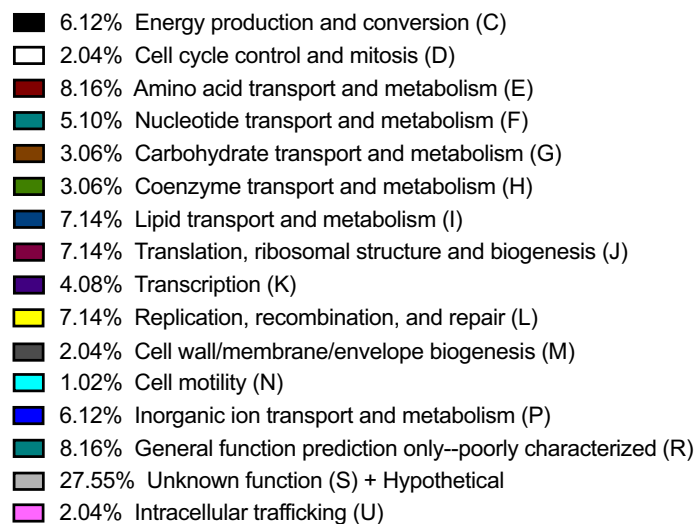 6.12% Energy production and conversion (C)
2.04% Cell cycle control and mitosis (D)
8.16% Amino acid transport and metabolism (E)
5.10% Nucleotide transport and metabolism (F)
3.06% Carbohydrate transport and metabolism (G)
3.06% Coenzyme transport and metabolism (H)
7.14% Lipid transport and metabolism (I)
7.14% Translation, ribosomal structure and biogenesis (J)
4.08% Transcription (K)
7.14% Replication, recombination, and repair (L)
2.04% Cell wall/membrane/envelope biogenesis (M)
1.02% Cell motility (N)
6.12% Inorganic ion transport and metabolism (P)
8.16% General function prediction only--poorly characterized (R)
27.55% Unknown function (S) + Hypothetical
2.04% Intracellular trafficking (U)